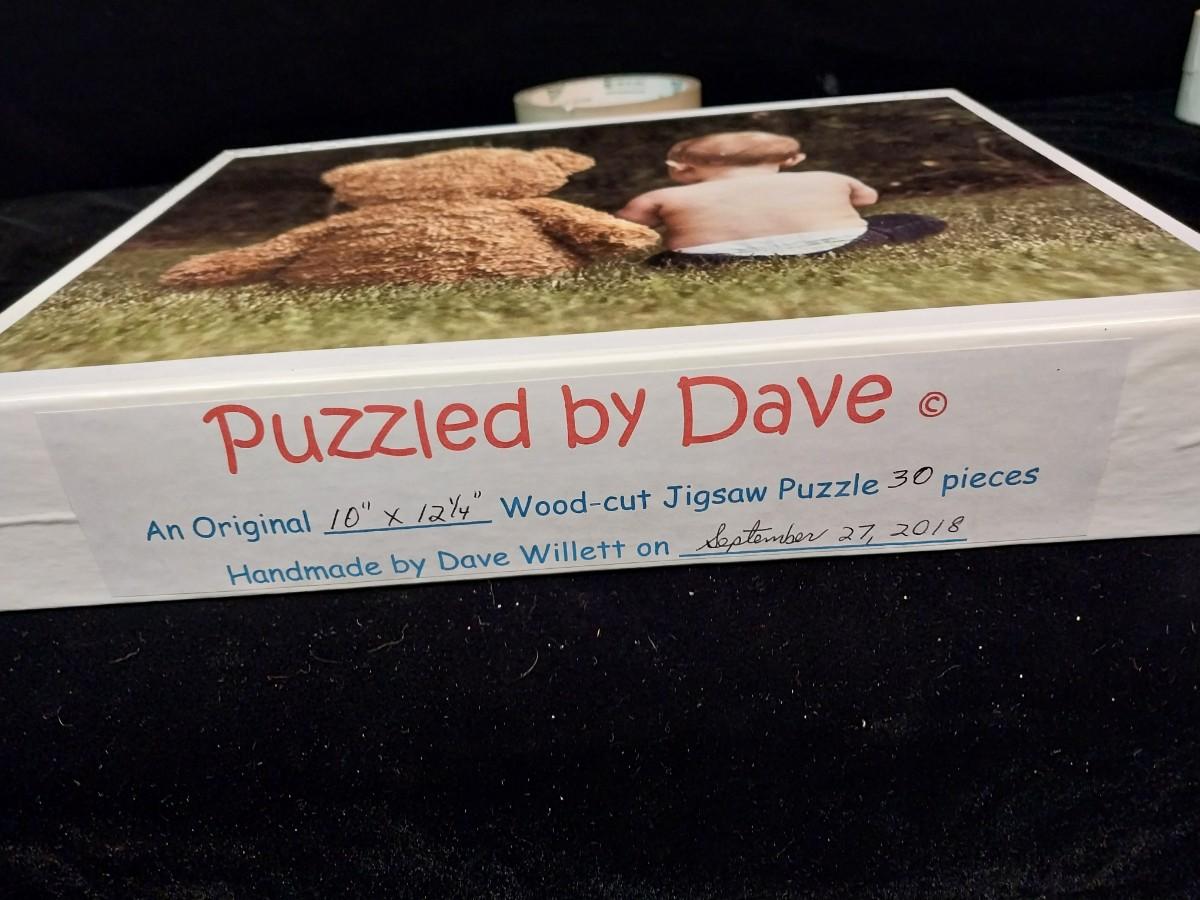 Puzzled by Dave ©
An Original 10" x 12¼" Wood-cut Jigsaw Puzzle 30 pieces
Handmade by Dave Willett on September 27, 2018